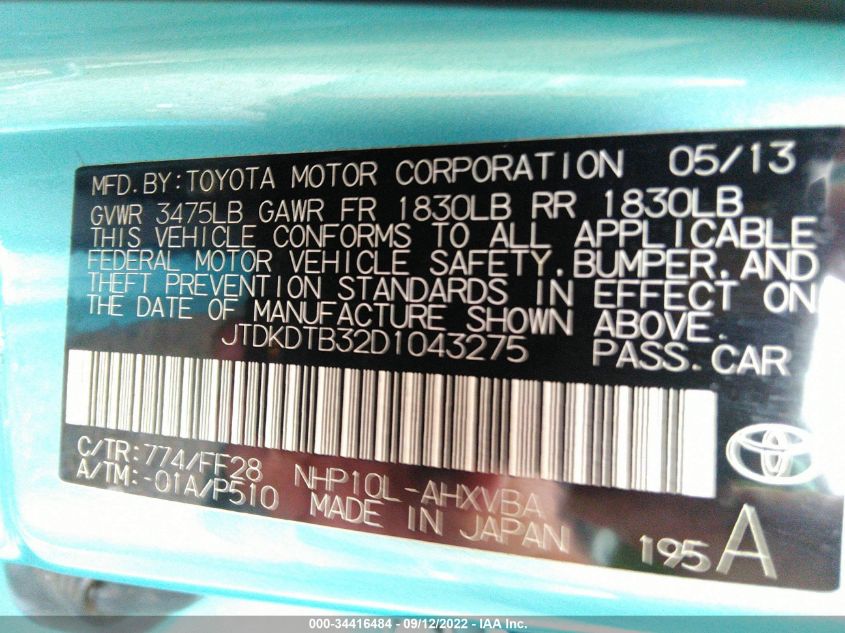 MFD.BY:TOYOTA MOTOR CORPORATION 05/13
GVWR 3475LB GAWR FR 1830LB RR 1830LB
THIS VEHICLE CONFORMS TO ALL APPLICABLE
FEDERAL MOTOR VEHICLE SAFETY,BUMPER,AND
THEFT PREVENTION STANDARDS IN EFFECT ON
THE DATE OF MANUFACTURE SHOWN ABOVE.
JTDKDTB32D1043275 PASS.CAR
C/TR:774/FF28 NHP10L-AHXVBA
A/TM:-01A/P510 MADE IN JAPAN
195 A
000-34416484 - 09/12/2022 - IAA Inc.